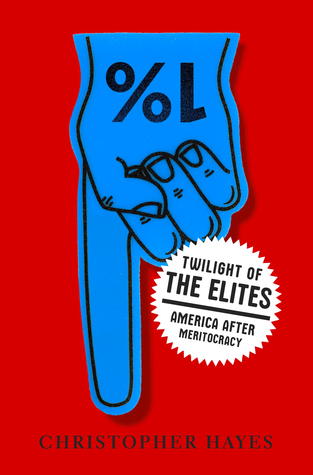 1%
TWILIGHT OF
THE ELITES
AMERICA AFTER
MERITOCRACY
CHRISTOPHER HAYES